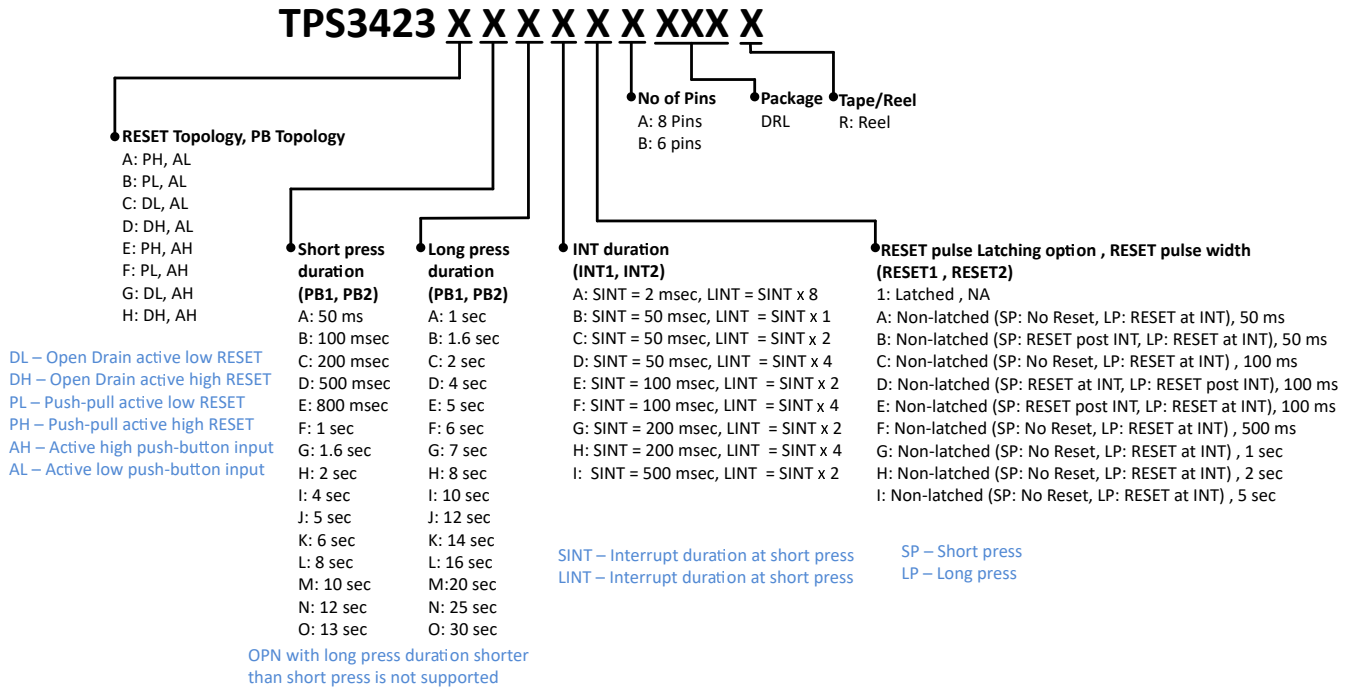 TPS3423 X X X X X X XXX X
No of Pins
A: 8 Pins
B: 6 pins
Package
DRL
Tape/Reel
R: Reel
RESET Topology, PB Topology
A: PH, AL
B: PL, AL
C: DL, AL
D: DH, AL
E: PH, AH
F: PL, AH
G: DL, AH
H: DH, AH
DL – Open Drain active low RESET
DH – Open Drain active high RESET
PL – Push-pull active low RESET
PH – Push-pull active high RESET
AH – Active high push-button input
AL – Active low push-button input
Short press
duration
(PB1, PB2)
A: 50 ms
B: 100 msec
C: 200 msec
D: 500 msec
E: 800 msec
F: 1 sec
G: 1.6 sec
H: 2 sec
I: 4 sec
J: 5 sec
K: 6 sec
L: 8 sec
M: 10 sec
N: 12 sec
O: 13 sec
Long press
duration
(PB1, PB2)
A: 1 sec
B: 1.6 sec
C: 2 sec
D: 4 sec
E: 5 sec
F: 6 sec
G: 7 sec
H: 8 sec
I: 10 sec
J: 12 sec
K: 14 sec
L: 16 sec
M:20 sec
N: 25 sec
O: 30 sec
OPN with long press duration shorter
than short press is not supported
INT duration
(INT1, INT2)
A: SINT = 2 msec, LINT = SINT x 8
B: SINT = 50 msec, LINT = SINT x 1
C: SINT = 50 msec, LINT = SINT x 2
D: SINT = 50 msec, LINT = SINT x 4
E: SINT = 100 msec, LINT = SINT x 2
F: SINT = 100 msec, LINT = SINT x 4
G: SINT = 200 msec, LINT = SINT x 2
H: SINT = 200 msec, LINT = SINT x 4
I: SINT = 500 msec, LINT = SINT x 2
SINT – Interrupt duration at short press
LINT – Interrupt duration at short press
RESET pulse Latching option , RESET pulse width
(RESET1 , RESET2)
1: Latched , NA
A: Non-latched (SP: No Reset, LP: RESET at INT), 50 ms
B: Non-latched (SP: RESET post INT, LP: RESET at INT), 50 ms
C: Non-latched (SP: No Reset, LP: RESET at INT) , 100 ms
D: Non-latched (SP: RESET at INT, LP: RESET post INT), 100 ms
E: Non-latched (SP: RESET post INT, LP: RESET at INT), 100 ms
F: Non-latched (SP: No Reset, LP: RESET at INT) , 500 ms
G: Non-latched (SP: No Reset, LP: RESET at INT) , 1 sec
H: Non-latched (SP: No Reset, LP: RESET at INT) , 2 sec
I: Non-latched (SP: No Reset, LP: RESET at INT) , 5 sec
SP – Short press
LP – Long press